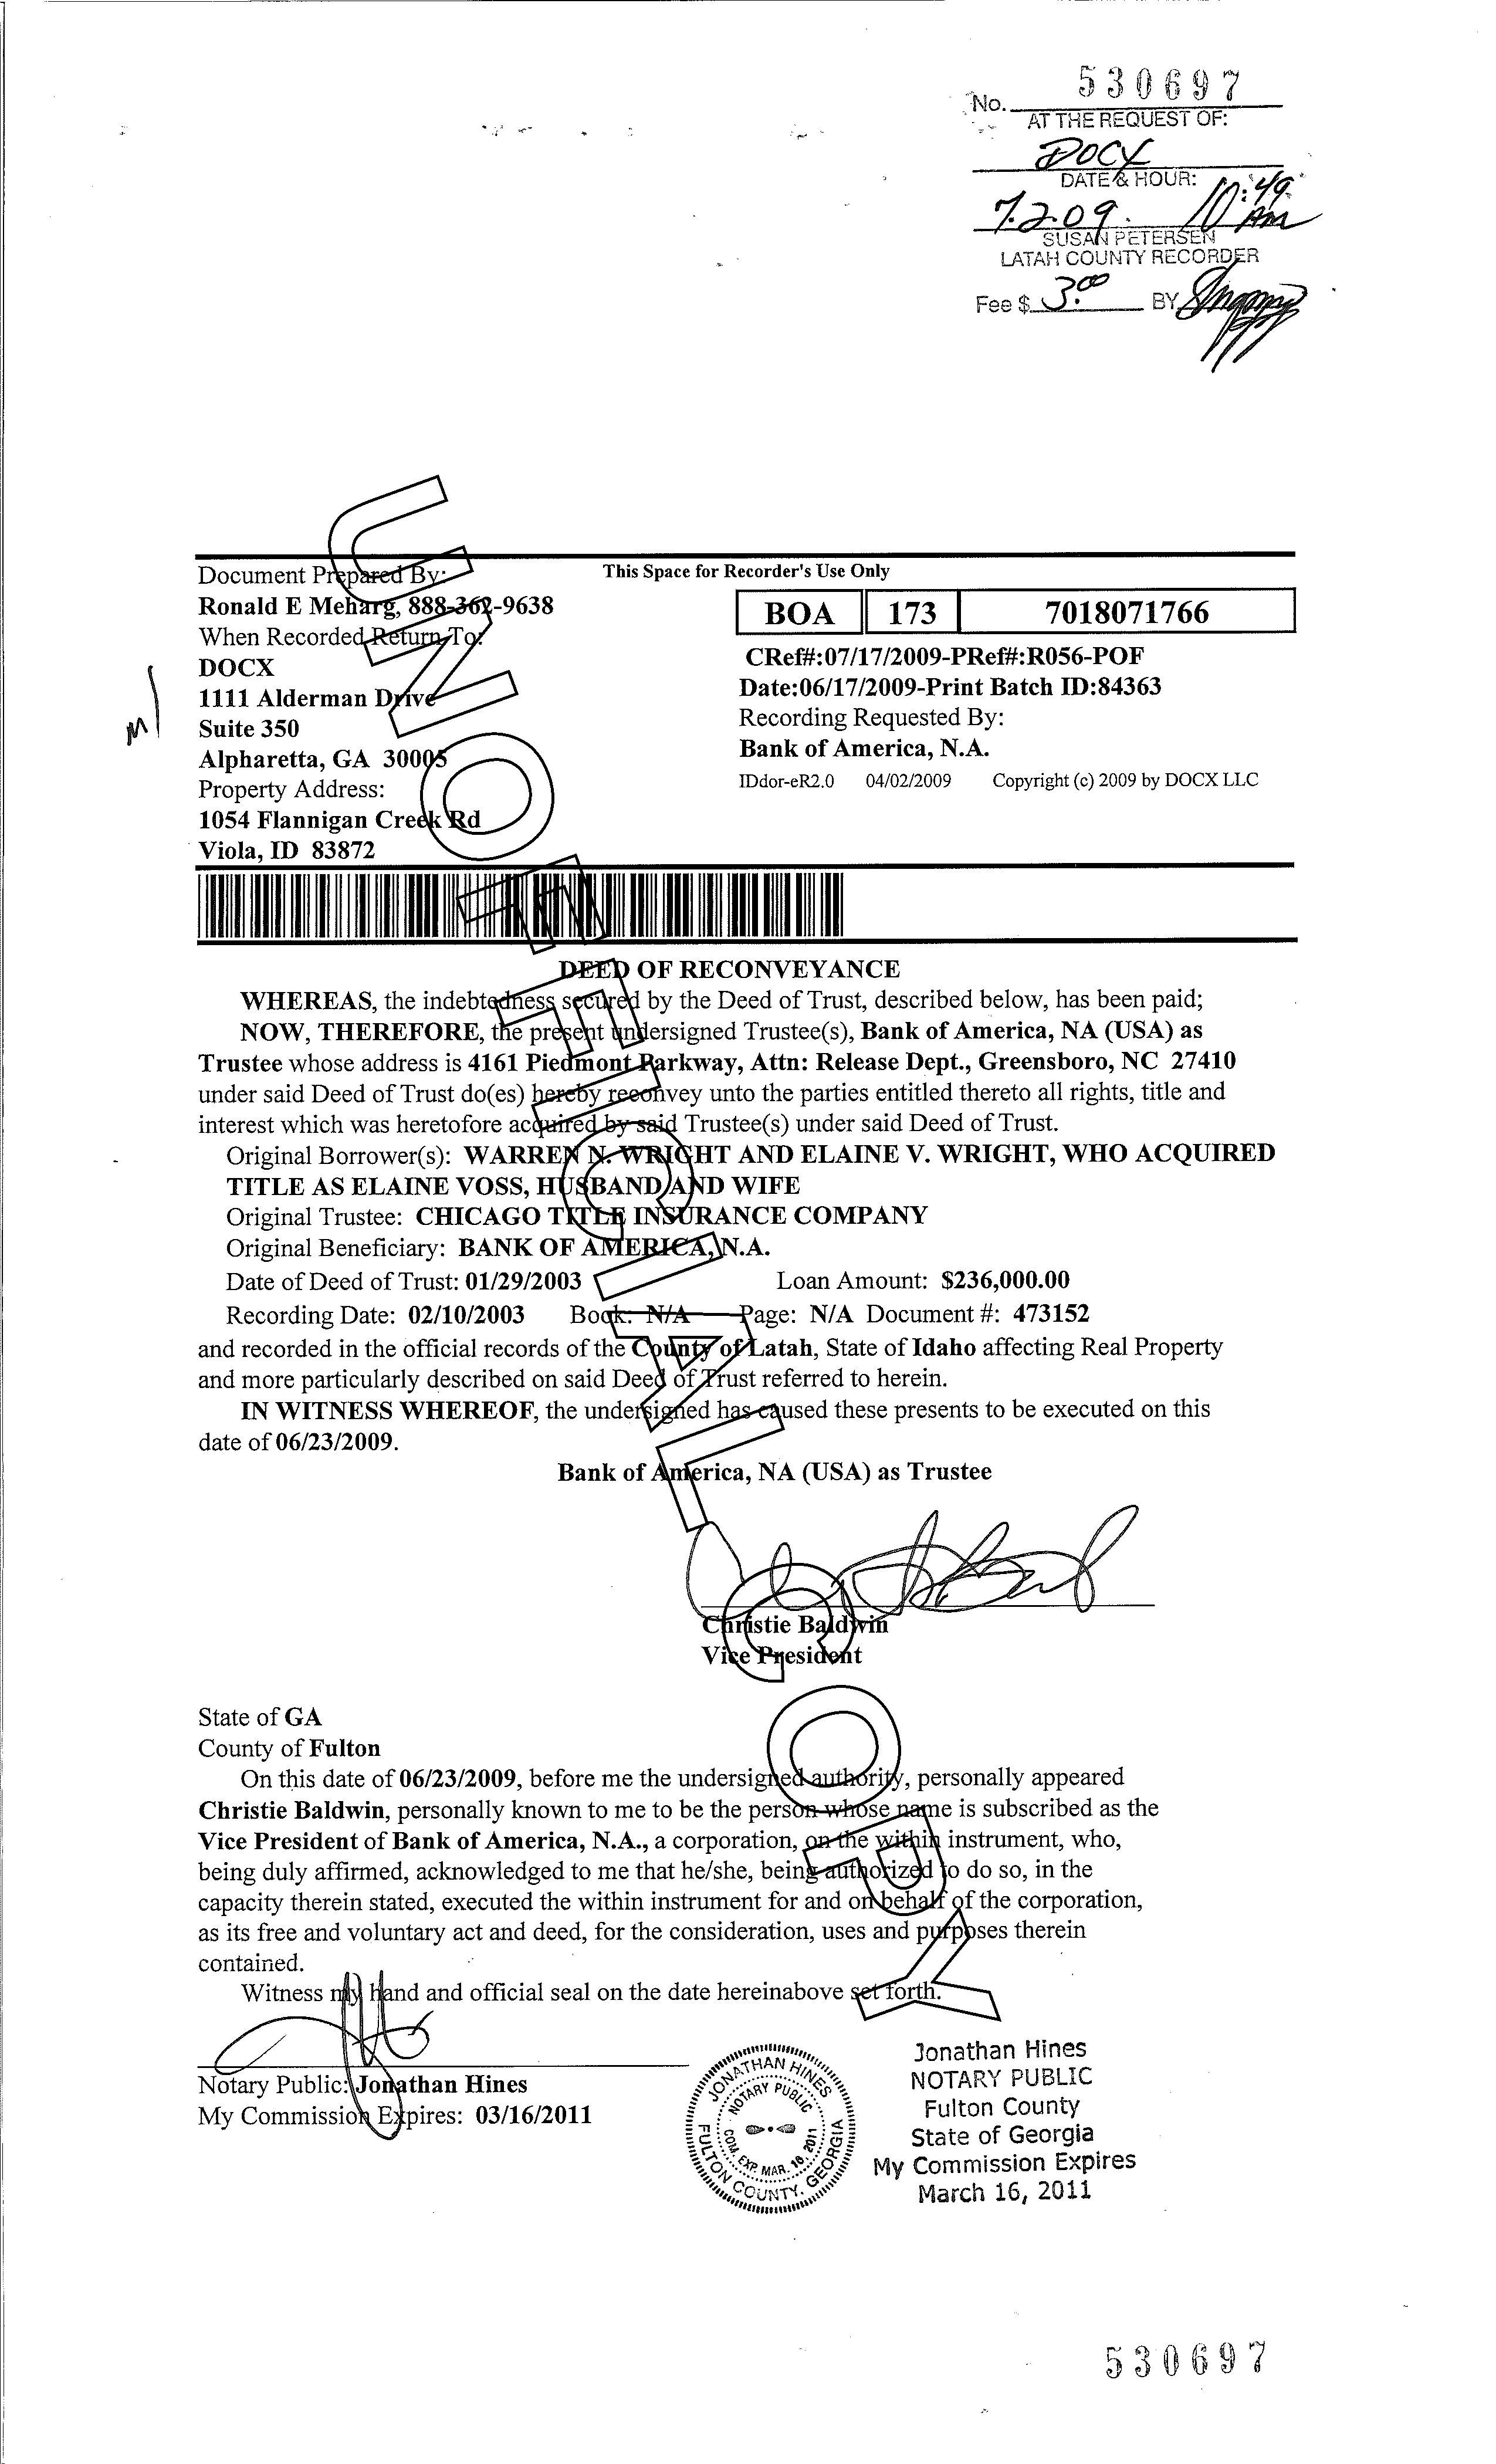 No. 530697
AT THE REQUEST OF:
DOCX
DATE & HOUR:
7.2.09. 10:49 AM
SUSAN PETERSEN
LATAH COUNTY RECORDER
Fee $ 3.00 BY
This Space for Recorder's Use Only
Document Prepared By:
Ronald E Meharg, 888-362-9638
When Recorded Return To:
DOCX
1111 Alderman Drive
Suite 350
Alpharetta, GA 30005
Property Address:
1054 Flannigan Creek Rd
Viola, ID 83872
BOA 173 7018071766
CRef#:07/17/2009-PRef#:R056-POF
Date:06/17/2009-Print Batch ID:84363
Recording Requested By:
Bank of America, N.A.
IDdor-eR2.0 04/02/2009 Copyright (c) 2009 by DOCX LLC
DEED OF RECONVEYANCE
WHEREAS, the indebtedness secured by the Deed of Trust, described below, has been paid;
NOW, THEREFORE, the present undersigned Trustee(s), Bank of America, NA (USA) as
Trustee whose address is 4161 Piedmont Parkway, Attn: Release Dept., Greensboro, NC 27410
under said Deed of Trust do(es) hereby reconvey unto the parties entitled thereto all rights, title and
interest which was heretofore acquired by said Trustee(s) under said Deed of Trust.
Original Borrower(s): WARREN N. WRIGHT AND ELAINE V. WRIGHT, WHO ACQUIRED
TITLE AS ELAINE VOSS, HUSBAND AND WIFE
Original Trustee: CHICAGO TITLE INSURANCE COMPANY
Original Beneficiary: BANK OF AMERICA, N.A.
Date of Deed of Trust: 01/29/2003 Loan Amount: $236,000.00
Recording Date: 02/10/2003 Book: N/A Page: N/A Document #: 473152
and recorded in the official records of the County of Latah, State of Idaho affecting Real Property
and more particularly described on said Deed of Trust referred to herein.
IN WITNESS WHEREOF, the undersigned has caused these presents to be executed on this
date of 06/23/2009.
Bank of America, NA (USA) as Trustee
Christie Baldwin
Vice President
State of GA
County of Fulton
On this date of 06/23/2009, before me the undersigned authority, personally appeared
Christie Baldwin, personally known to me to be the person whose name is subscribed as the
Vice President of Bank of America, N.A., a corporation, on the within instrument, who,
being duly affirmed, acknowledged to me that he/she, being authorized to do so, in the
capacity therein stated, executed the within instrument for and on behalf of the corporation,
as its free and voluntary act and deed, for the consideration, uses and purposes therein
contained.
Witness my hand and official seal on the date hereinabove set forth.
Notary Public: Jonathan Hines
My Commission Expires: 03/16/2011
JONATHAN HINES
NOTARY PUBLIC
COM. EXP. MAR. 16, 2011
FULTON COUNTY, GEORGIA
Jonathan Hines
NOTARY PUBLIC
Fulton County
State of Georgia
My Commission Expires
March 16, 2011
UNOFFICIAL COPY
530697